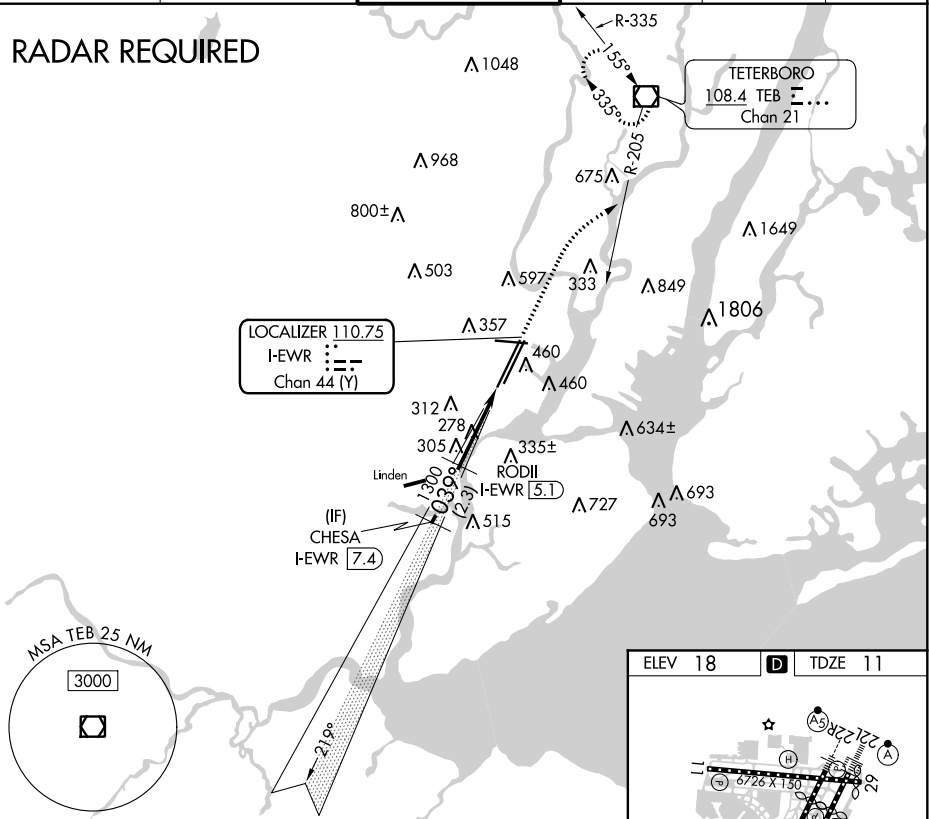 R-335
RADAR REQUIRED
1048
155°
335°
TETERBORO
108.4 TEB
Chan 21
R-205
968
675
800±
1649
503
597
333
849
1806
LOCALIZER 110.75
I-EWR
Chan 44 (Y)
357
460
460
312
278
305
634±
335±
Linden
RODII
I-EWR 5.1
1300
039°
(2.3)
727
693
693
(IF)
CHESA
I-EWR 7.4
515
MSA TEB 25 NM
3000
219°
ELEV 18
D
TDZE 11
A5
22R
22L
A
H
11
P
6726 X 150
29